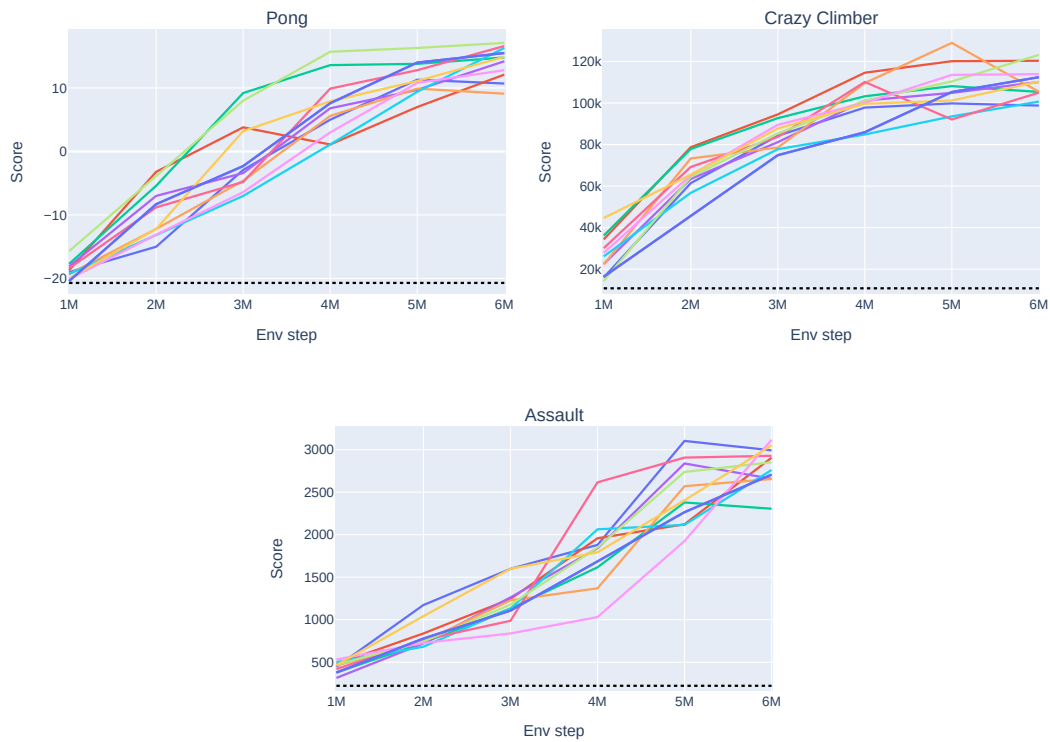 Pong
Score
10
0
−10
−20
1M 2M 3M 4M 5M 6M
Env step
Crazy Climber
Score
120k
100k
80k
60k
40k
20k
1M 2M 3M 4M 5M 6M
Env step
Assault
Score
3000
2500
2000
1500
1000
500
1M 2M 3M 4M 5M 6M
Env step